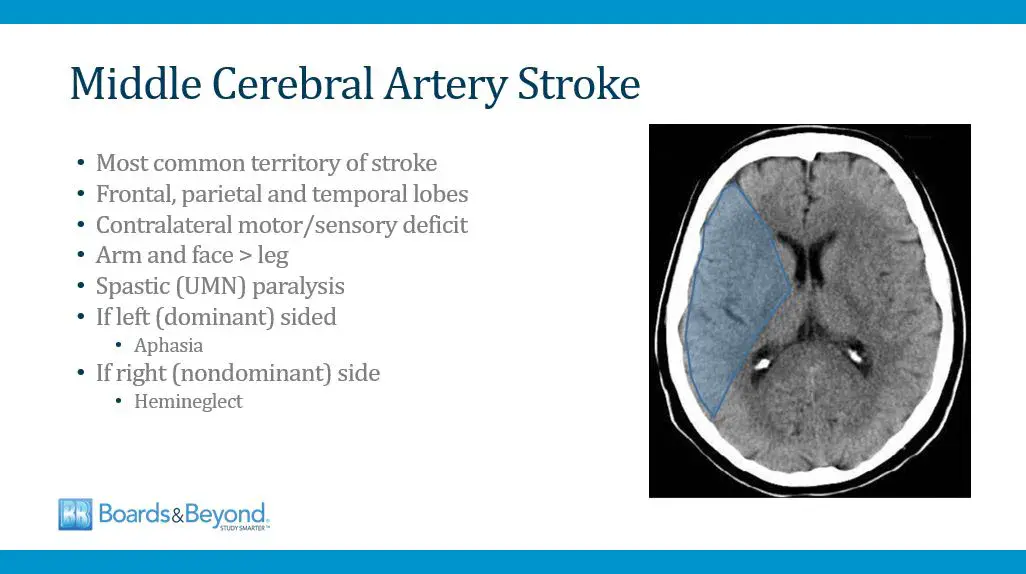 Middle Cerebral Artery Stroke
• Most common territory of stroke
• Frontal, parietal and temporal lobes
• Contralateral motor/sensory deficit
• Arm and face > leg
• Spastic (UMN) paralysis
• If left (dominant) sided
• Aphasia
• If right (nondominant) side
• Hemineglect
BB Boards&Beyond.
STUDY SMARTER™